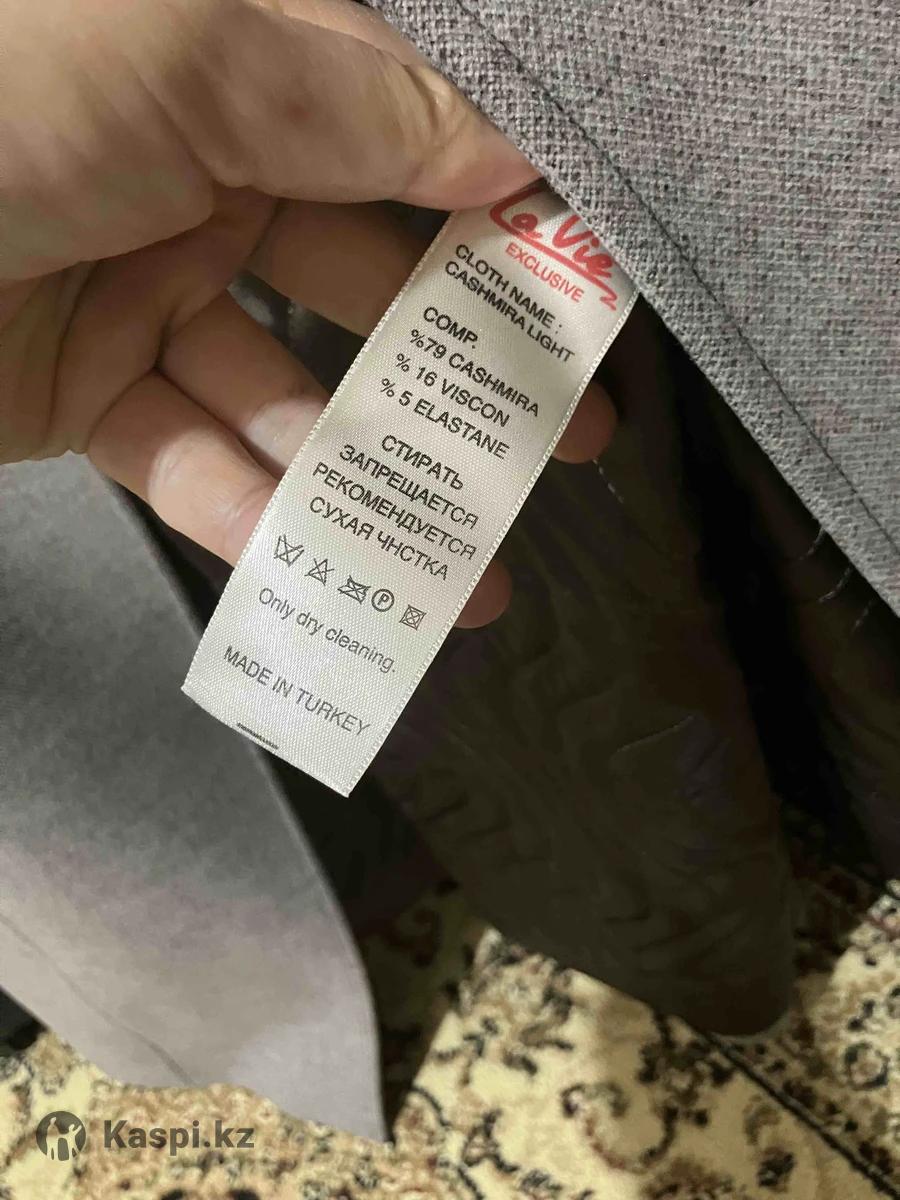 La Vie
EXCLUSIVE
CLOTH NAME :
CASHMIRA LIGHT
COMP.
%79 CASHMIRA
% 16 VISCON
% 5 ELASTANE
СТИРАТЬ
ЗАПРЕЩАЕТСЯ
РЕКОМЕНДУЕТСЯ
СУХАЯ ЧНСТКА
P
Only dry cleaning.
MADE IN TURKEY
Kaspi.kz